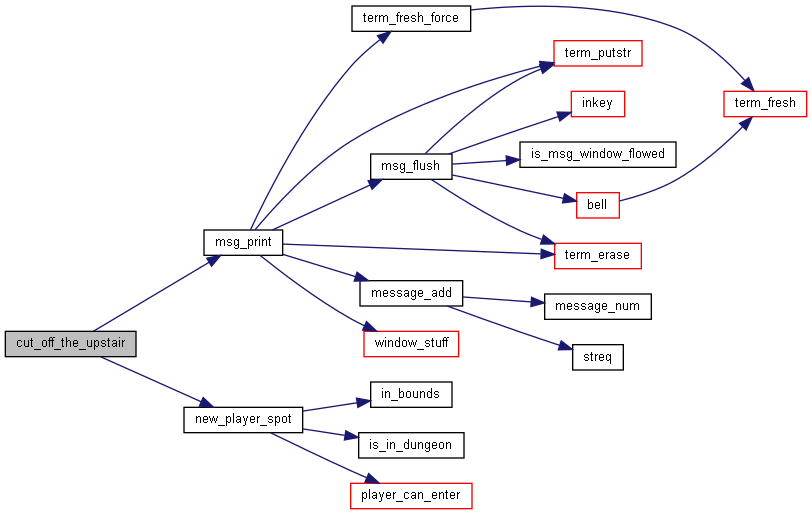 term_fresh_force
term_putstr
term_fresh
inkey
is_msg_window_flowed
msg_flush
bell
msg_print
term_erase
message_add
message_num
cut_off_the_upstair
window_stuff
streq
in_bounds
new_player_spot
is_in_dungeon
player_can_enter